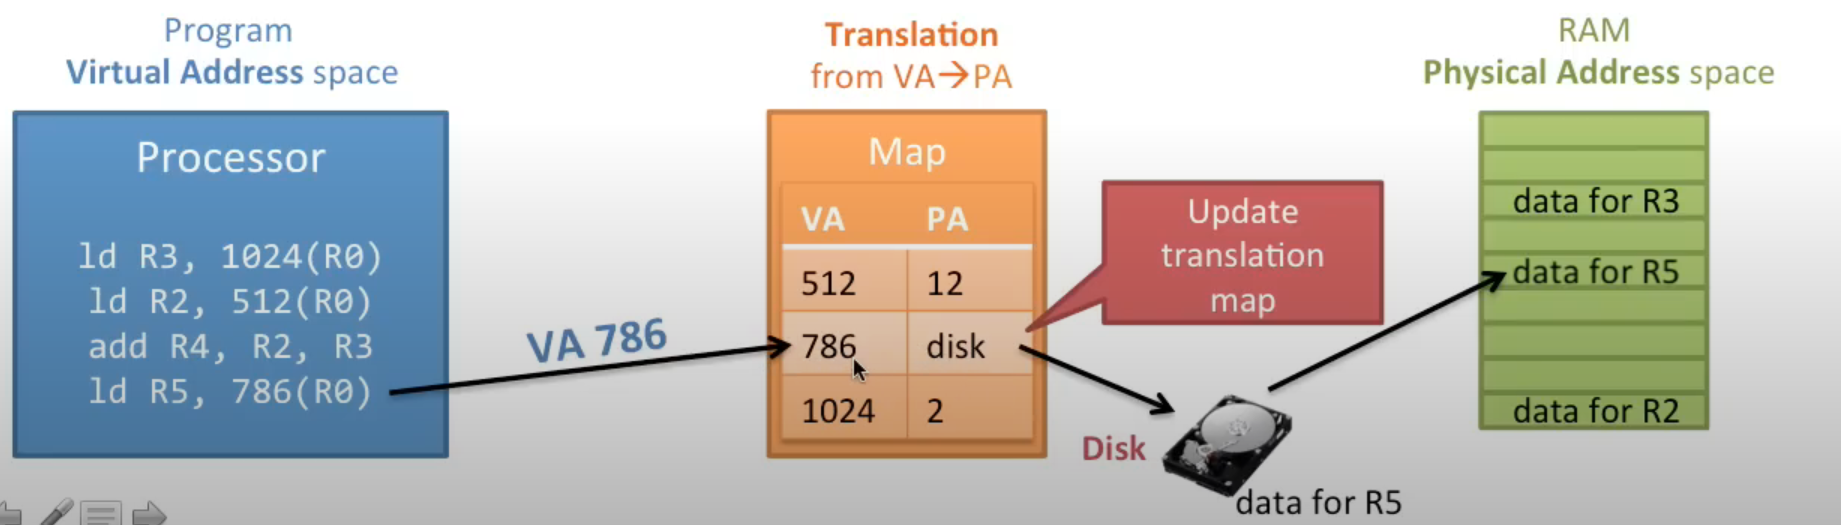 Program
Virtual Address space
Processor
ld R3, 1024(R0)
ld R2, 512(R0)
add R4, R2, R3
ld R5, 786(R0)
VA 786
Translation
from VA→PA
Map
VA PA
512 12
786 disk
1024 2
Update
translation
map
Disk
data for R5
RAM
Physical Address space
data for R3
data for R5
data for R2